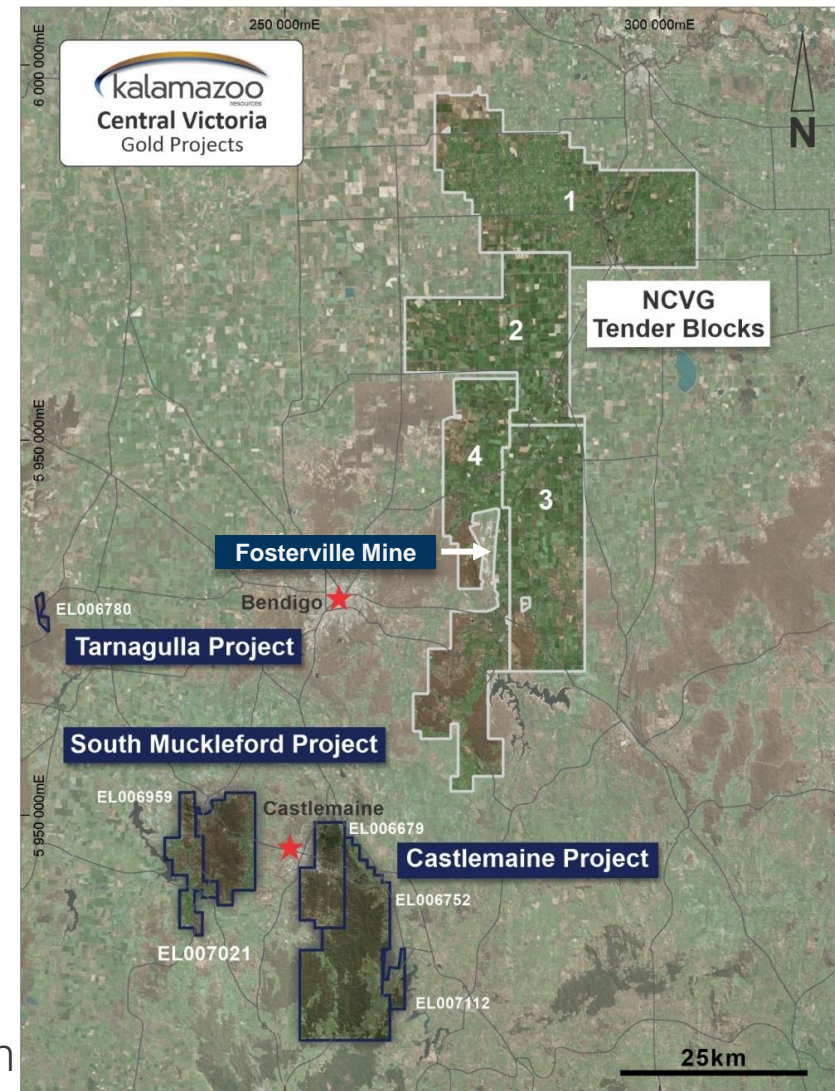 250 000mE
300 000mE
6 000 000mE
kalamazoo
resources
Central Victoria
Gold Projects
N
1
NCVG
Tender Blocks
2
5 950 000mE
4
3
Fosterville Mine
Bendigo
EL006780
Tarnagulla Project
South Muckleford Project
EL006959
Castlemaine
EL006679
5 950 000mE
Castlemaine Project
EL006752
EL007021
EL007112
n
25km